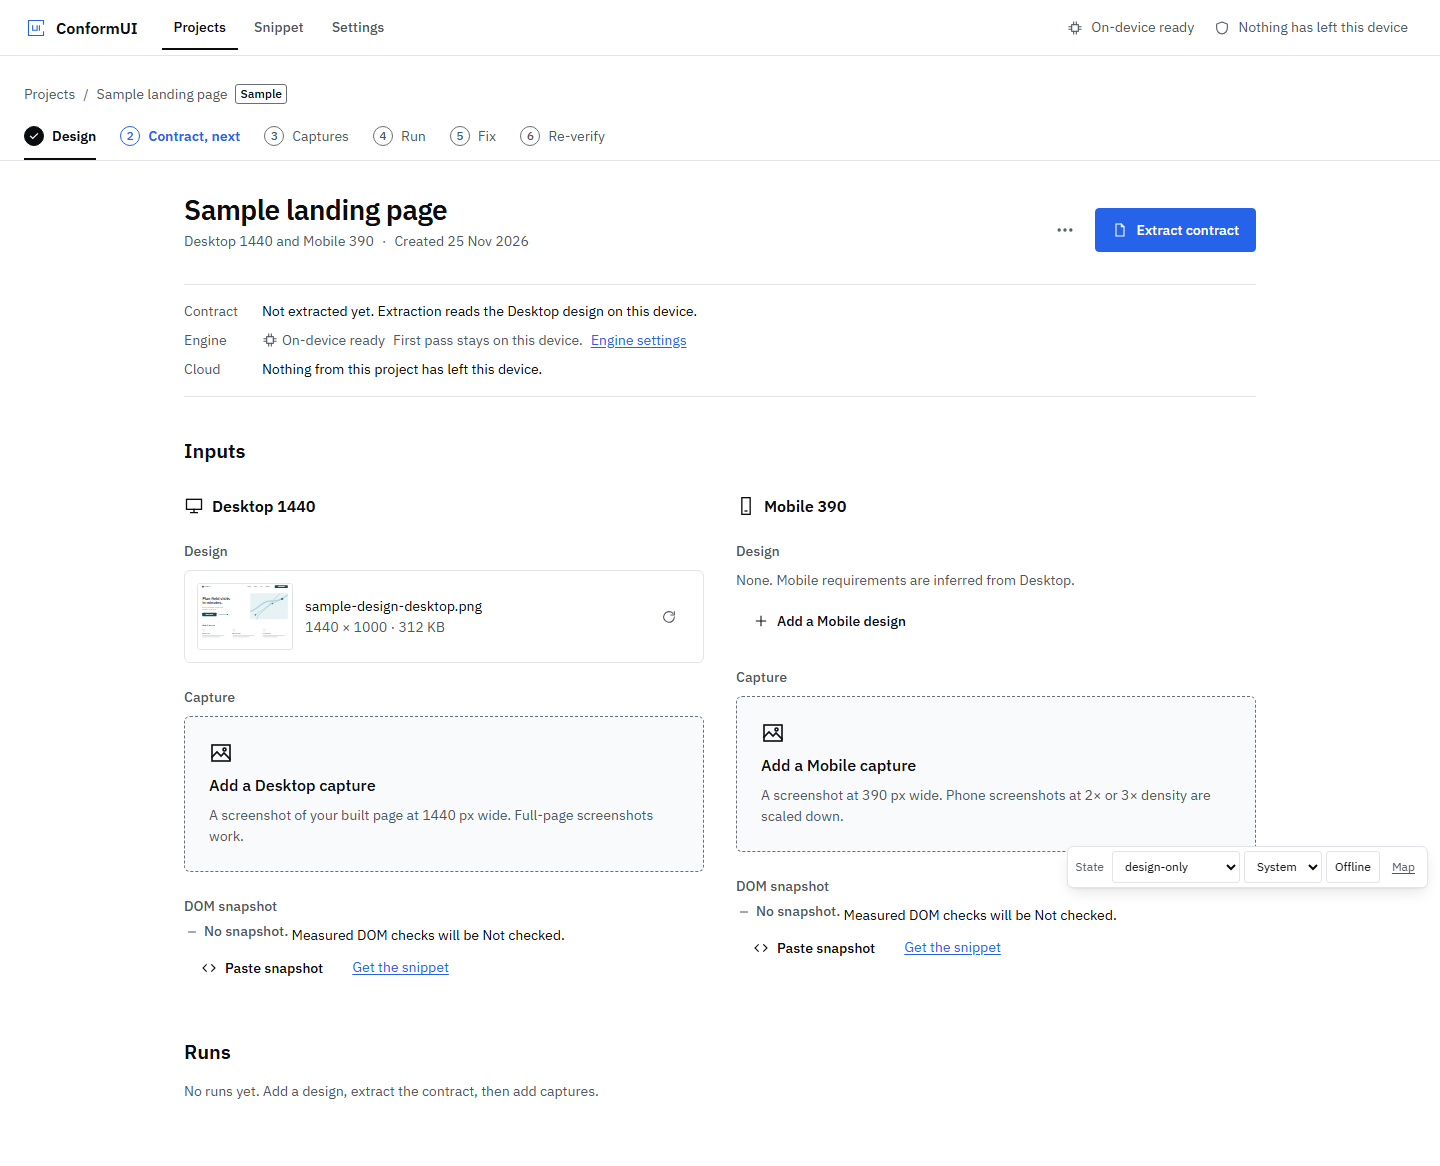 UI ConformUI Projects Snippet Settings On-device ready Nothing has left this device
Projects / Sample landing page Sample
Design 2 Contract, next 3 Captures 4 Run 5 Fix 6 Re-verify
Sample landing page
Desktop 1440 and Mobile 390 · Created 25 Nov 2026
Extract contract
Contract Not extracted yet. Extraction reads the Desktop design on this device.
Engine On-device ready First pass stays on this device. Engine settings
Cloud Nothing from this project has left this device.
Inputs
Desktop 1440
Design
sample-design-desktop.png
1440 × 1000 · 312 KB
Capture
Add a Desktop capture
A screenshot of your built page at 1440 px wide. Full-page screenshots
work.
DOM snapshot
No snapshot. Measured DOM checks will be Not checked.
Paste snapshot Get the snippet
Mobile 390
Design
None. Mobile requirements are inferred from Desktop.
Add a Mobile design
Capture
Add a Mobile capture
A screenshot at 390 px wide. Phone screenshots at 2× or 3× density are
scaled down.
DOM snapshot
No snapshot. Measured DOM checks will be Not checked.
Paste snapshot Get the snippet
State design-only System Offline Map
Runs
No runs yet. Add a design, extract the contract, then add captures.